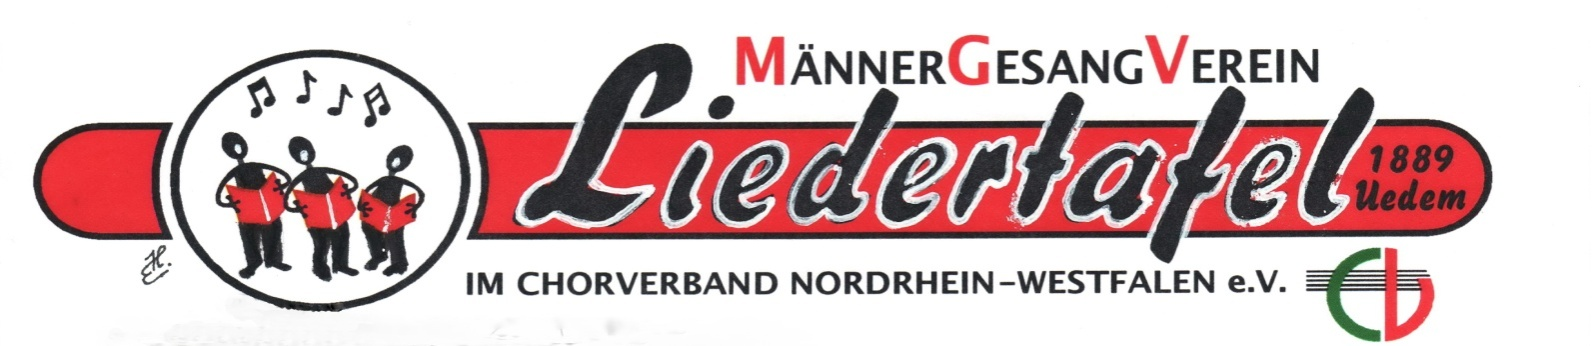 MÄNNERGESANGVEREIN
Liedertafel
1889
Uedem
IM CHORVERBAND NORDRHEIN-WESTFALEN e.V.